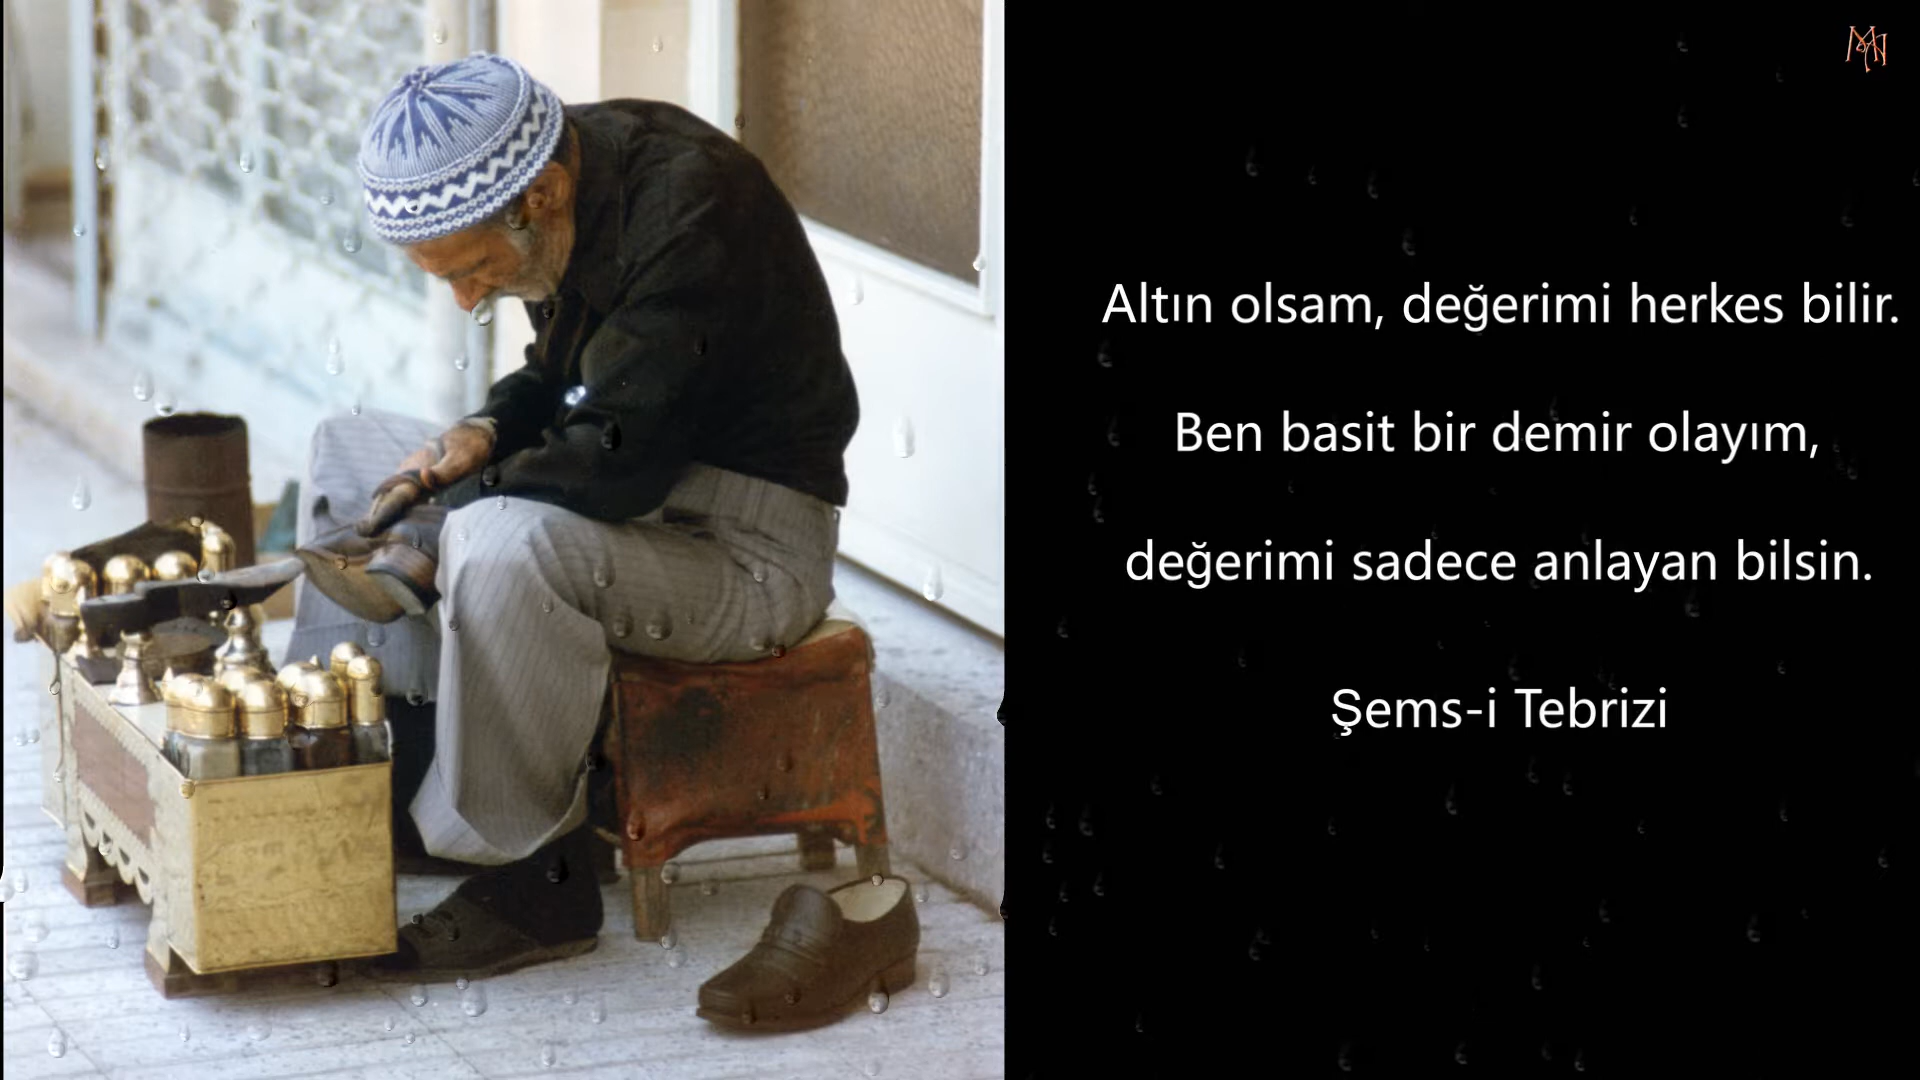 Altın olsam, değerimi herkes bilir.
Ben basit bir demir olayım,
değerimi sadece anlayan bilsin.
Şems-i Tebrizi